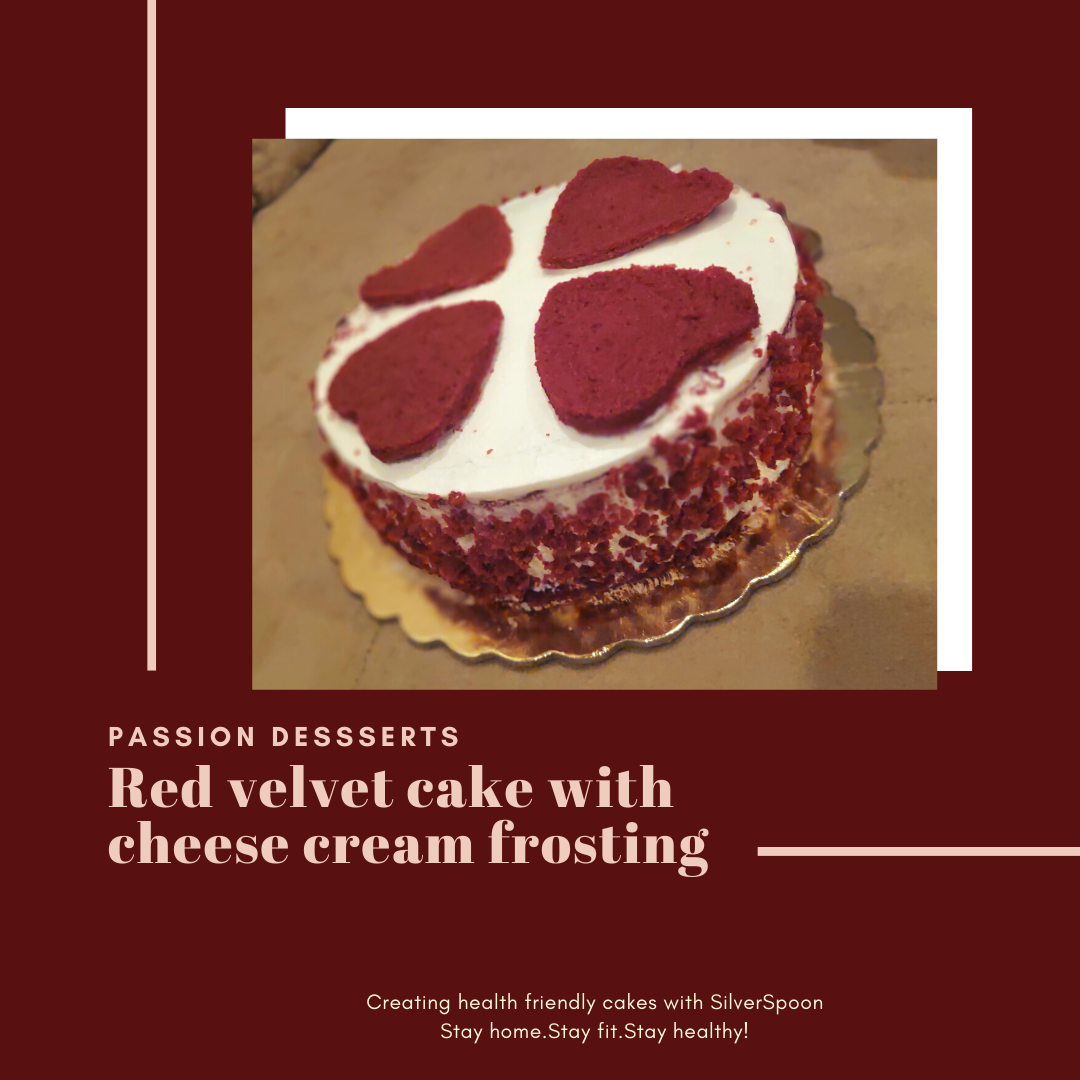 PASSION DESSSERTS
Red velvet cake with
cheese cream frosting
Creating health friendly cakes with SilverSpoon
Stay home.Stay fit.Stay healthy!